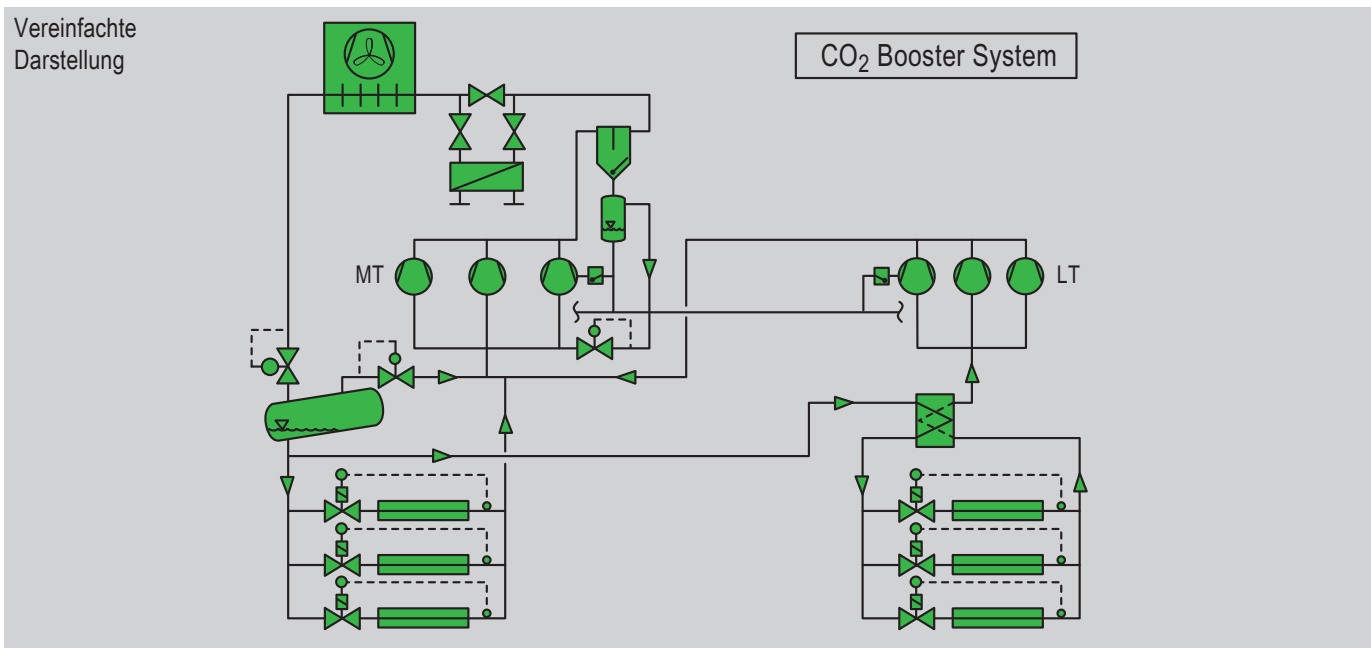 Vereinfachte
Darstellung
CO₂ Booster System
MT
LT